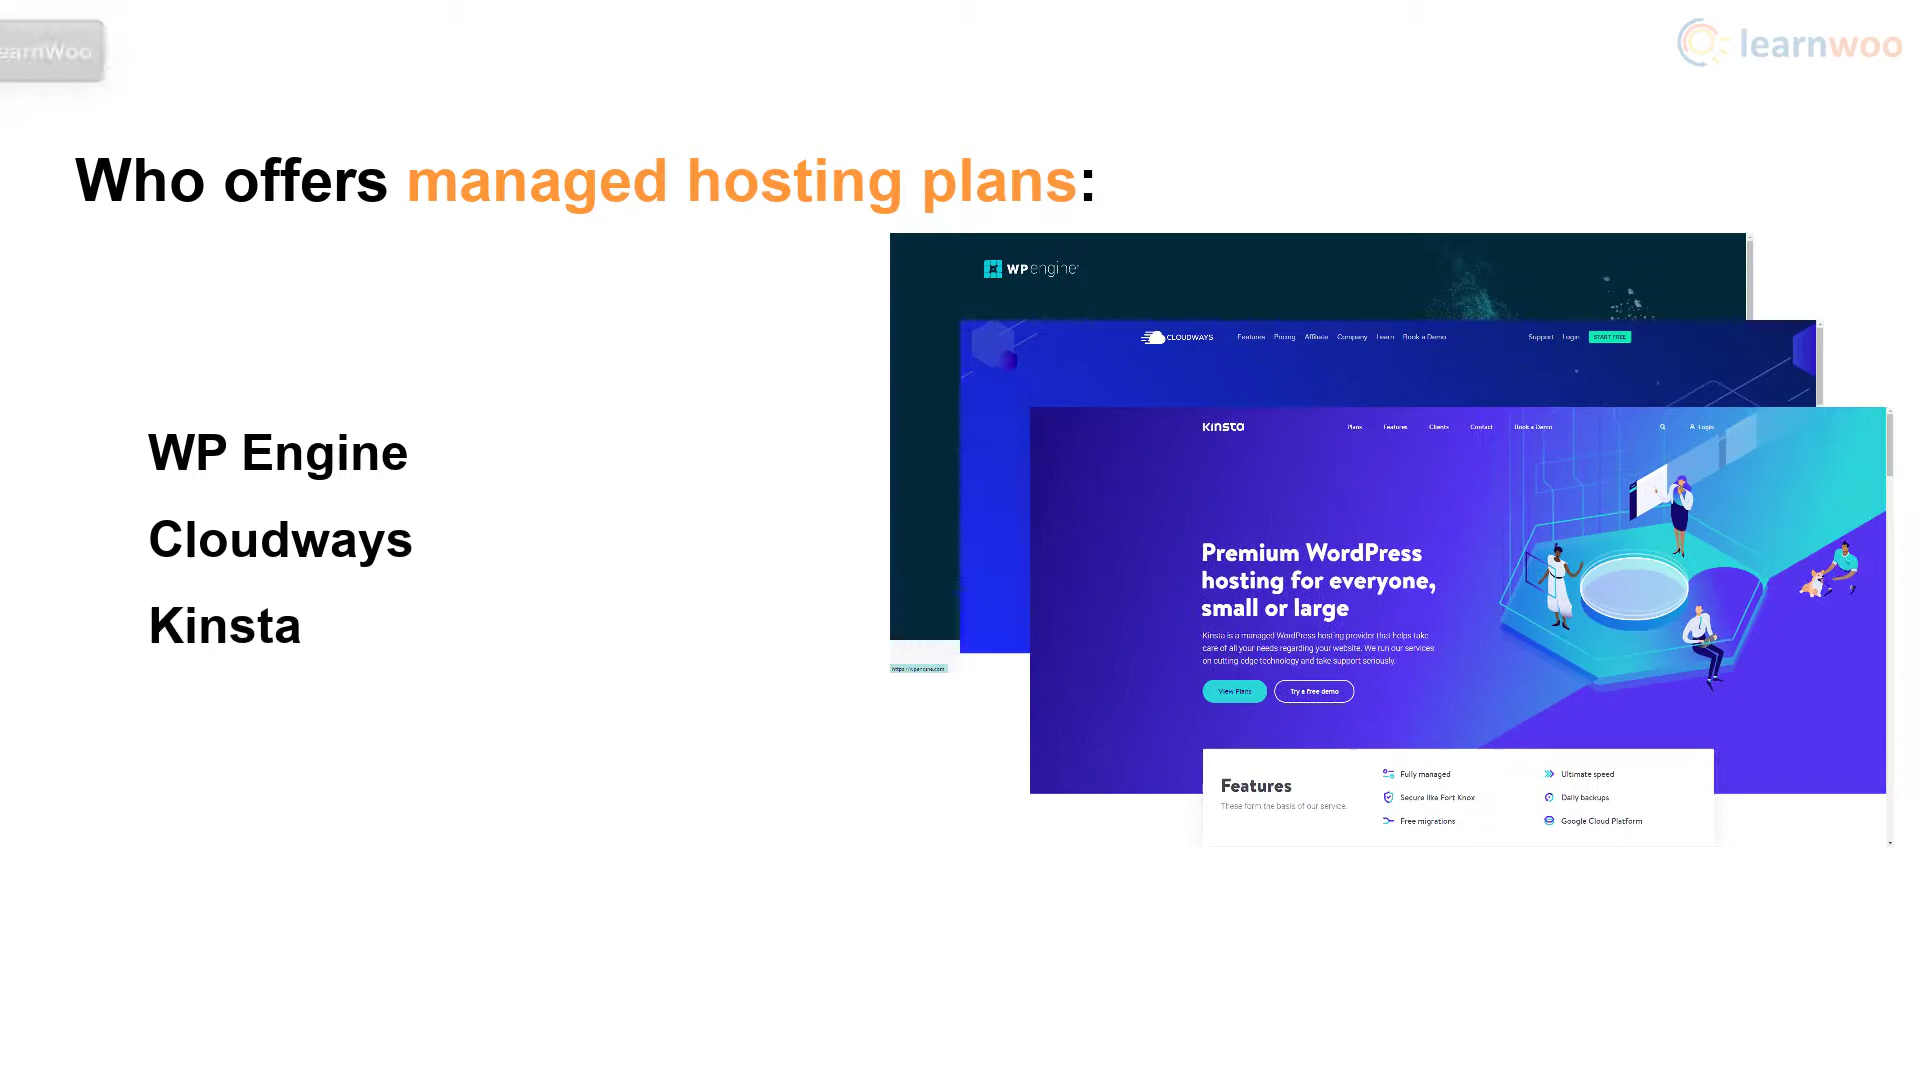 earnWoo
learnwoo
Who offers managed hosting plans:
WP engine
CLOUDWAYS Features Pricing Affiliate Company Learn Book a Demo Support Login START FREE
KINSTA Plans Features Clients Contact Book a Demo Login
WP Engine
Cloudways
Kinsta
Premium WordPress
hosting for everyone,
small or large
Kinsta is a managed WordPress hosting provider that helps take
care of all your needs regarding your website. We run our services
on cutting edge technology and take support seriously.
https://wpengine.com
View Plans Try a free demo
Features
These form the basis of our service.
Fully managed Ultimate speed
Secure like Fort Knox Daily backups
Free migrations Google Cloud Platform